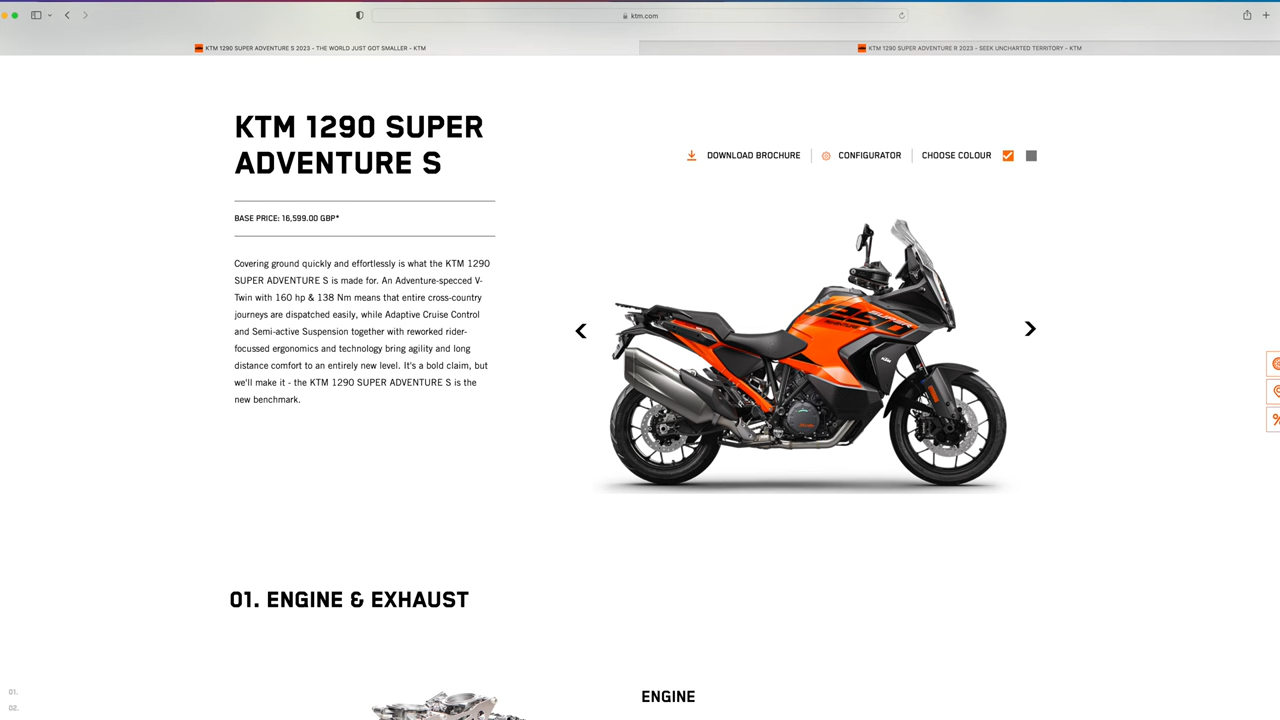 ktm.com
KTM 1290 SUPER ADVENTURE S 2023 - THE WORLD JUST GOT SMALLER - KTM
KTM 1290 SUPER ADVENTURE R 2023 - SEEK UNCHARTED TERRITORY - KTM
KTM 1290 SUPER
ADVENTURE S
DOWNLOAD BROCHURE
CONFIGURATOR
CHOOSE COLOUR
BASE PRICE: 16,599.00 GBP*
Covering ground quickly and effortlessly is what the KTM 1290
SUPER ADVENTURE S is made for. An Adventure-specced V-
Twin with 160 hp & 138 Nm means that entire cross-country
journeys are dispatched easily, while Adaptive Cruise Control
and Semi-active Suspension together with reworked rider-
focussed ergonomics and technology bring agility and long
distance comfort to an entirely new level. It's a bold claim, but
we'll make it - the KTM 1290 SUPER ADVENTURE S is the
new benchmark.
SUPER
KTM
01. ENGINE & EXHAUST
01.
02.
ENGINE